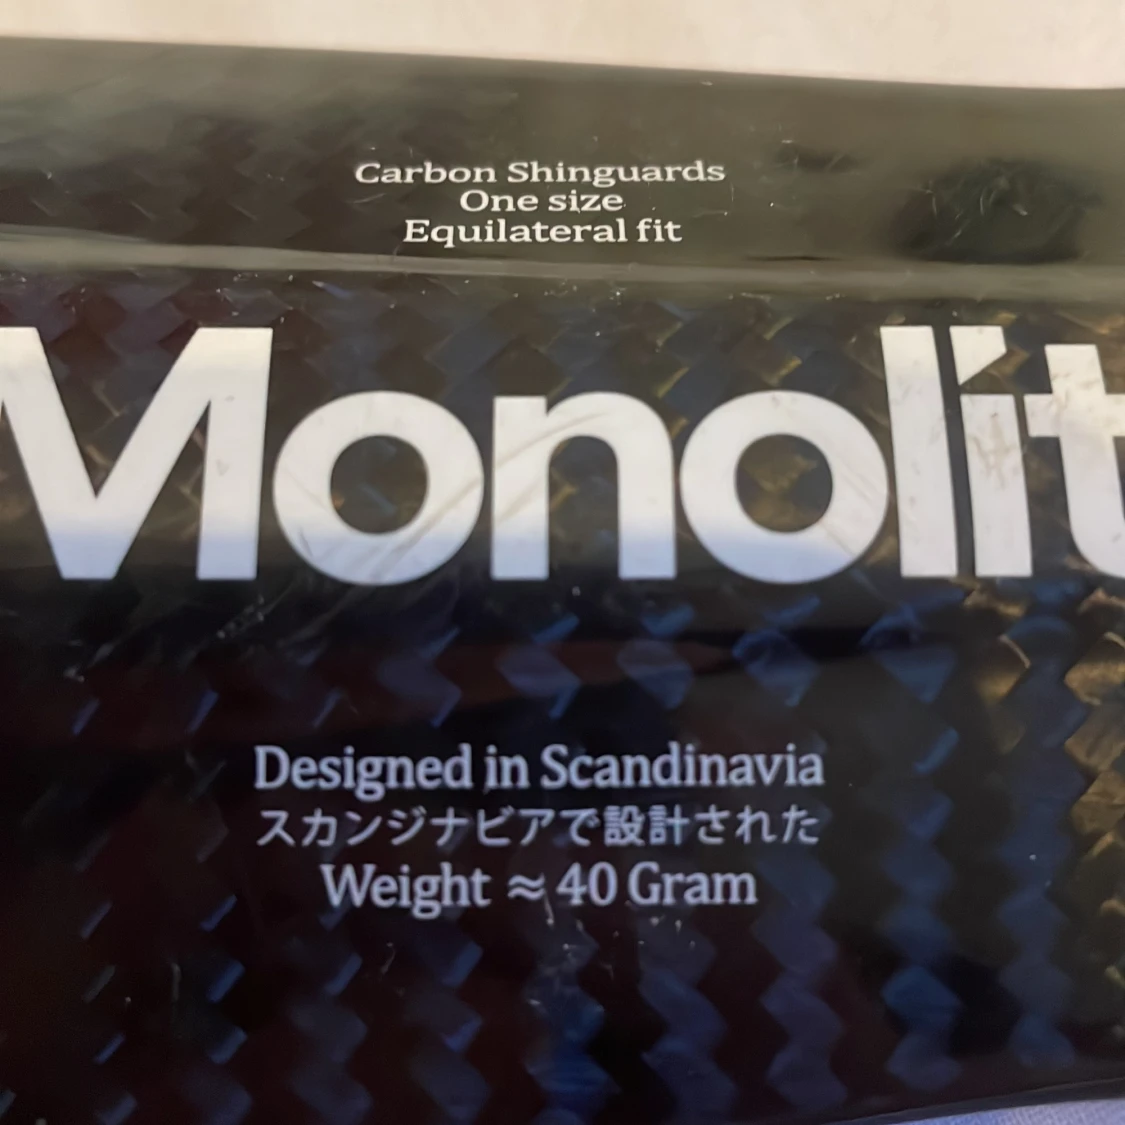 Carbon Shinguards
One size
Equilateral fit
Monolit
Designed in Scandinavia
スカンジナビアで設計された
Weight ≈ 40 Gram